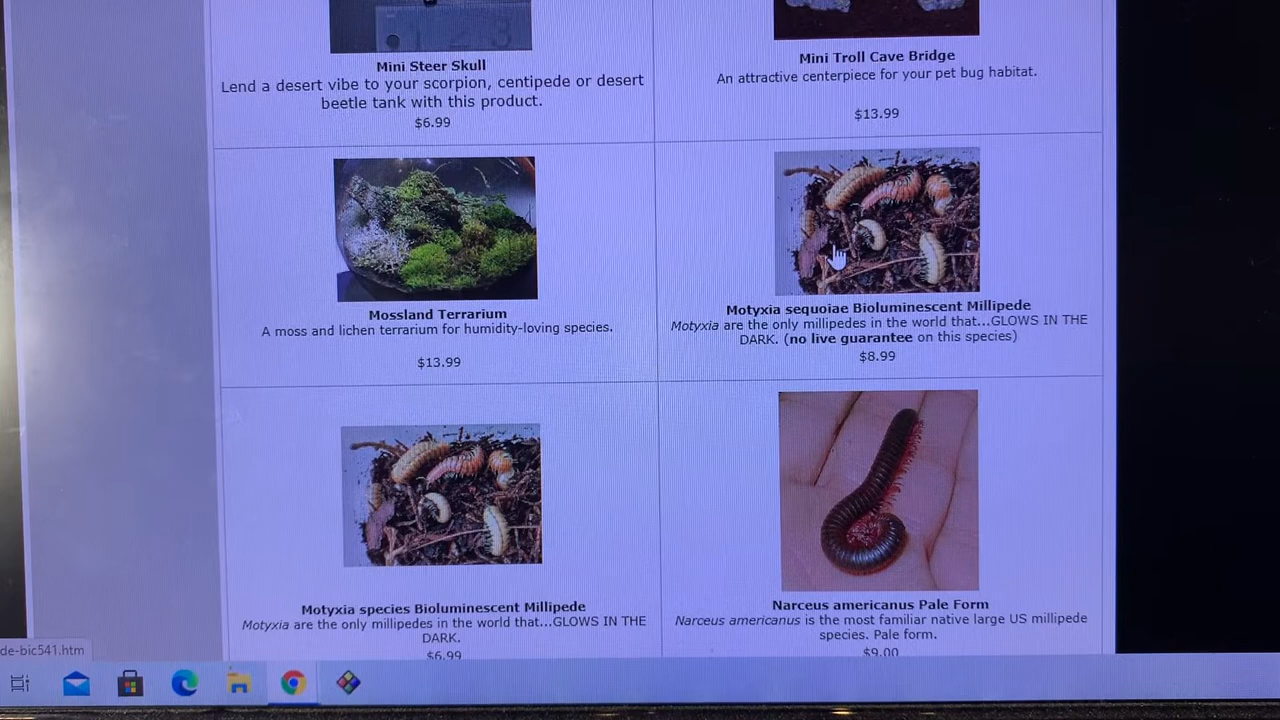 Mini Steer Skull
Lend a desert vibe to your scorpion, centipede or desert
beetle tank with this product.
$6.99
Mini Troll Cave Bridge
An attractive centerpiece for your pet bug habitat.
$13.99
Mossland Terrarium
A moss and lichen terrarium for humidity-loving species.
$13.99
Motyxia sequoiae Bioluminescent Millipede
Motyxia are the only millipedes in the world that...GLOWS IN THE
DARK. (no live guarantee on this species)
$8.99
Motyxia species Bioluminescent Millipede
Motyxia are the only millipedes in the world that...GLOWS IN THE
DARK.
$6.99
Narceus americanus Pale Form
Narceus americanus is the most familiar native large US millipede
species. Pale form.
$9.00
de-bic541.htm